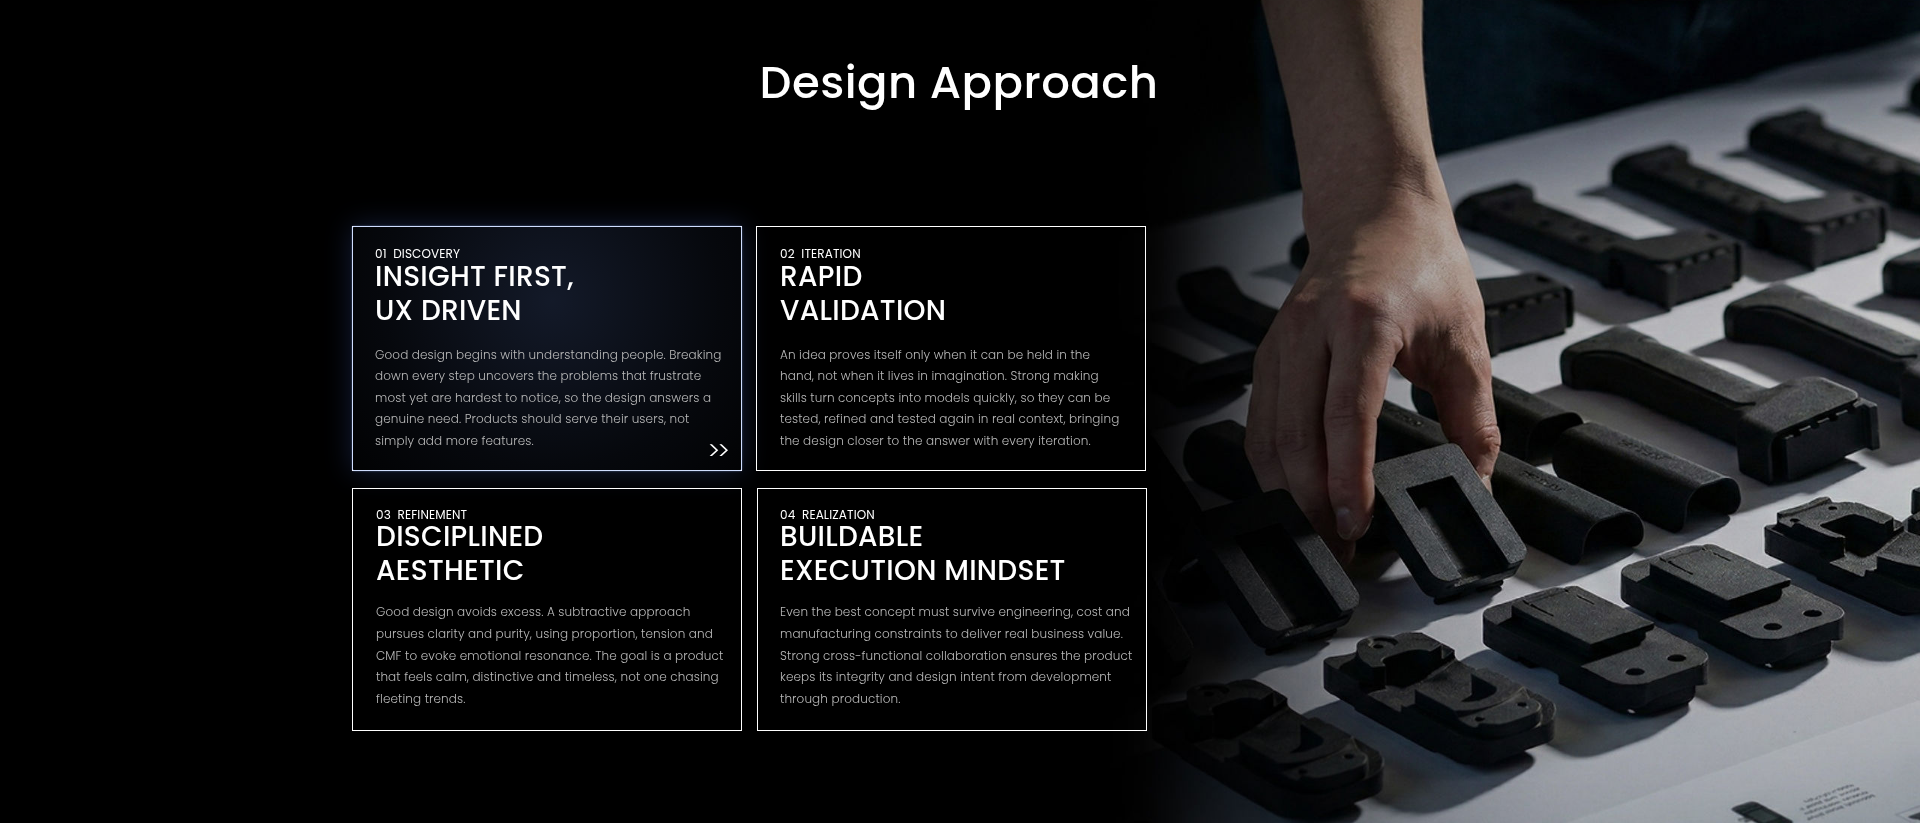 Design Approach
01 DISCOVERY
INSIGHT FIRST,
UX DRIVEN
Good design begins with understanding people. Breaking
down every step uncovers the problems that frustrate
most yet are hardest to notice, so the design answers a
genuine need. Products should serve their users, not
simply add more features.
>>
02 ITERATION
RAPID
VALIDATION
An idea proves itself only when it can be held in the
hand, not when it lives in imagination. Strong making
skills turn concepts into models quickly, so they can be
tested, refined and tested again in real context, bringing
the design closer to the answer with every iteration.
03 REFINEMENT
DISCIPLINED
AESTHETIC
Good design avoids excess. A subtractive approach
pursues clarity and purity, using proportion, tension and
CMF to evoke emotional resonance. The goal is a product
that feels calm, distinctive and timeless, not one chasing
fleeting trends.
04 REALIZATION
BUILDABLE
EXECUTION MINDSET
Even the best concept must survive engineering, cost and
manufacturing constraints to deliver real business value.
Strong cross-functional collaboration ensures the product
keeps its integrity and design intent from development
through production.